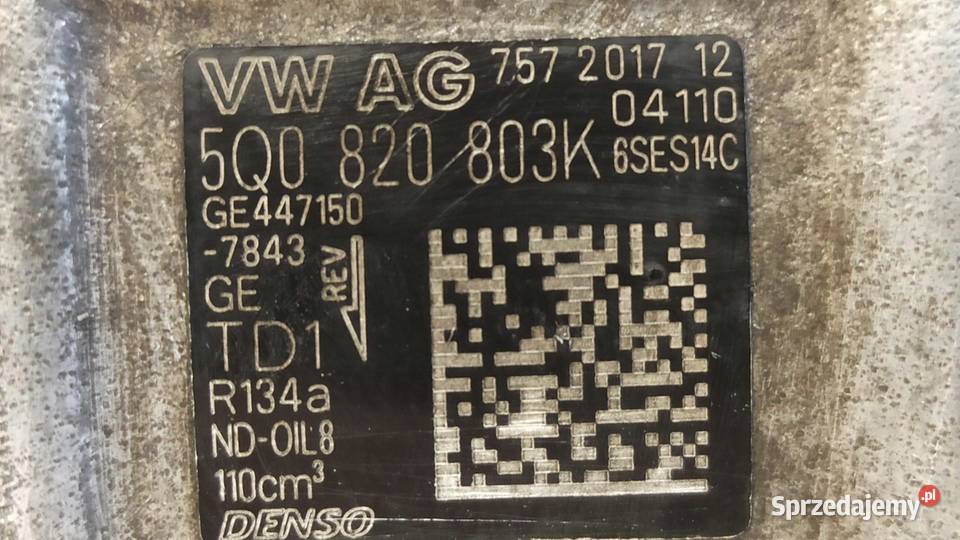 VW AG 757 2017 12
04110
5Q0 820 803K 6SES14C
GE447150
-7843
GE
REV
TD1
R134a
ND-OIL8
110cm³
DENSO
Sprzedajemy.pl